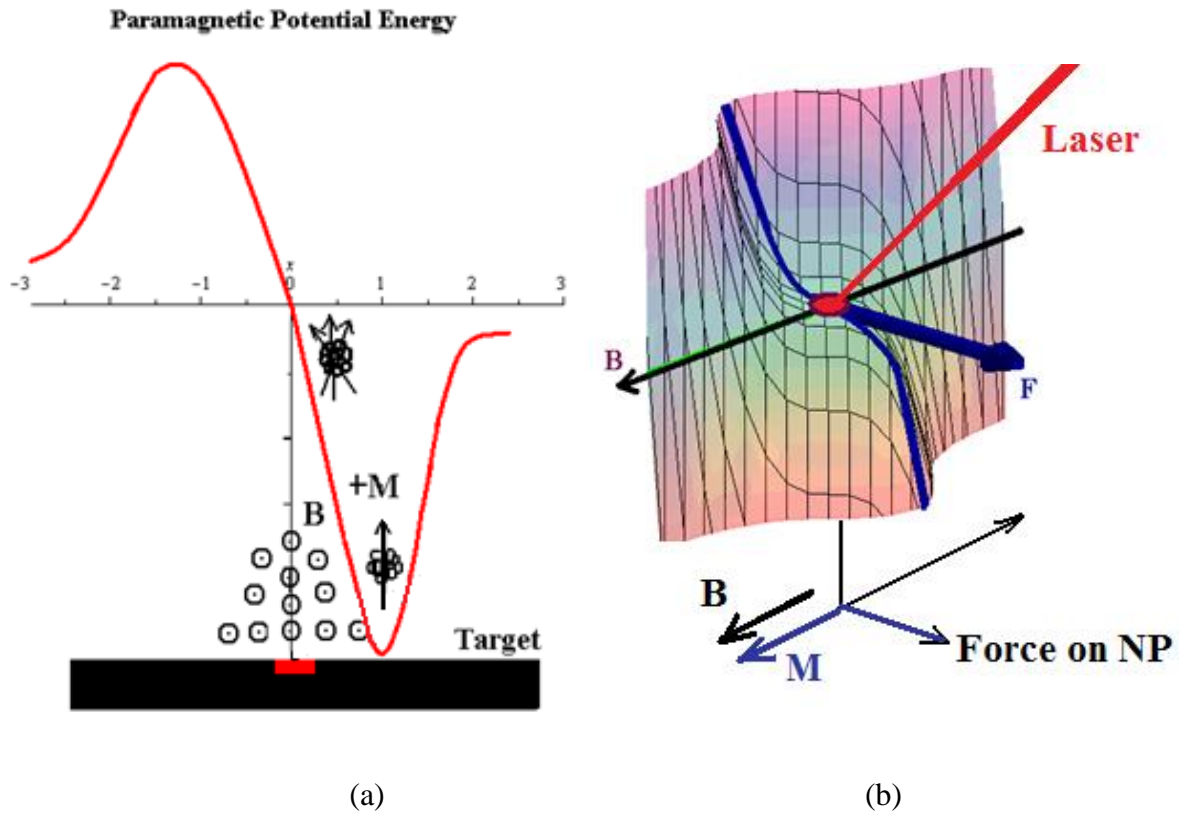 Paramagnetic Potential Energy
x
-3 -2 -1 0 1 2 3
+M
B
Target
Laser
B
F
B
M
Force on NP
(a) (b)